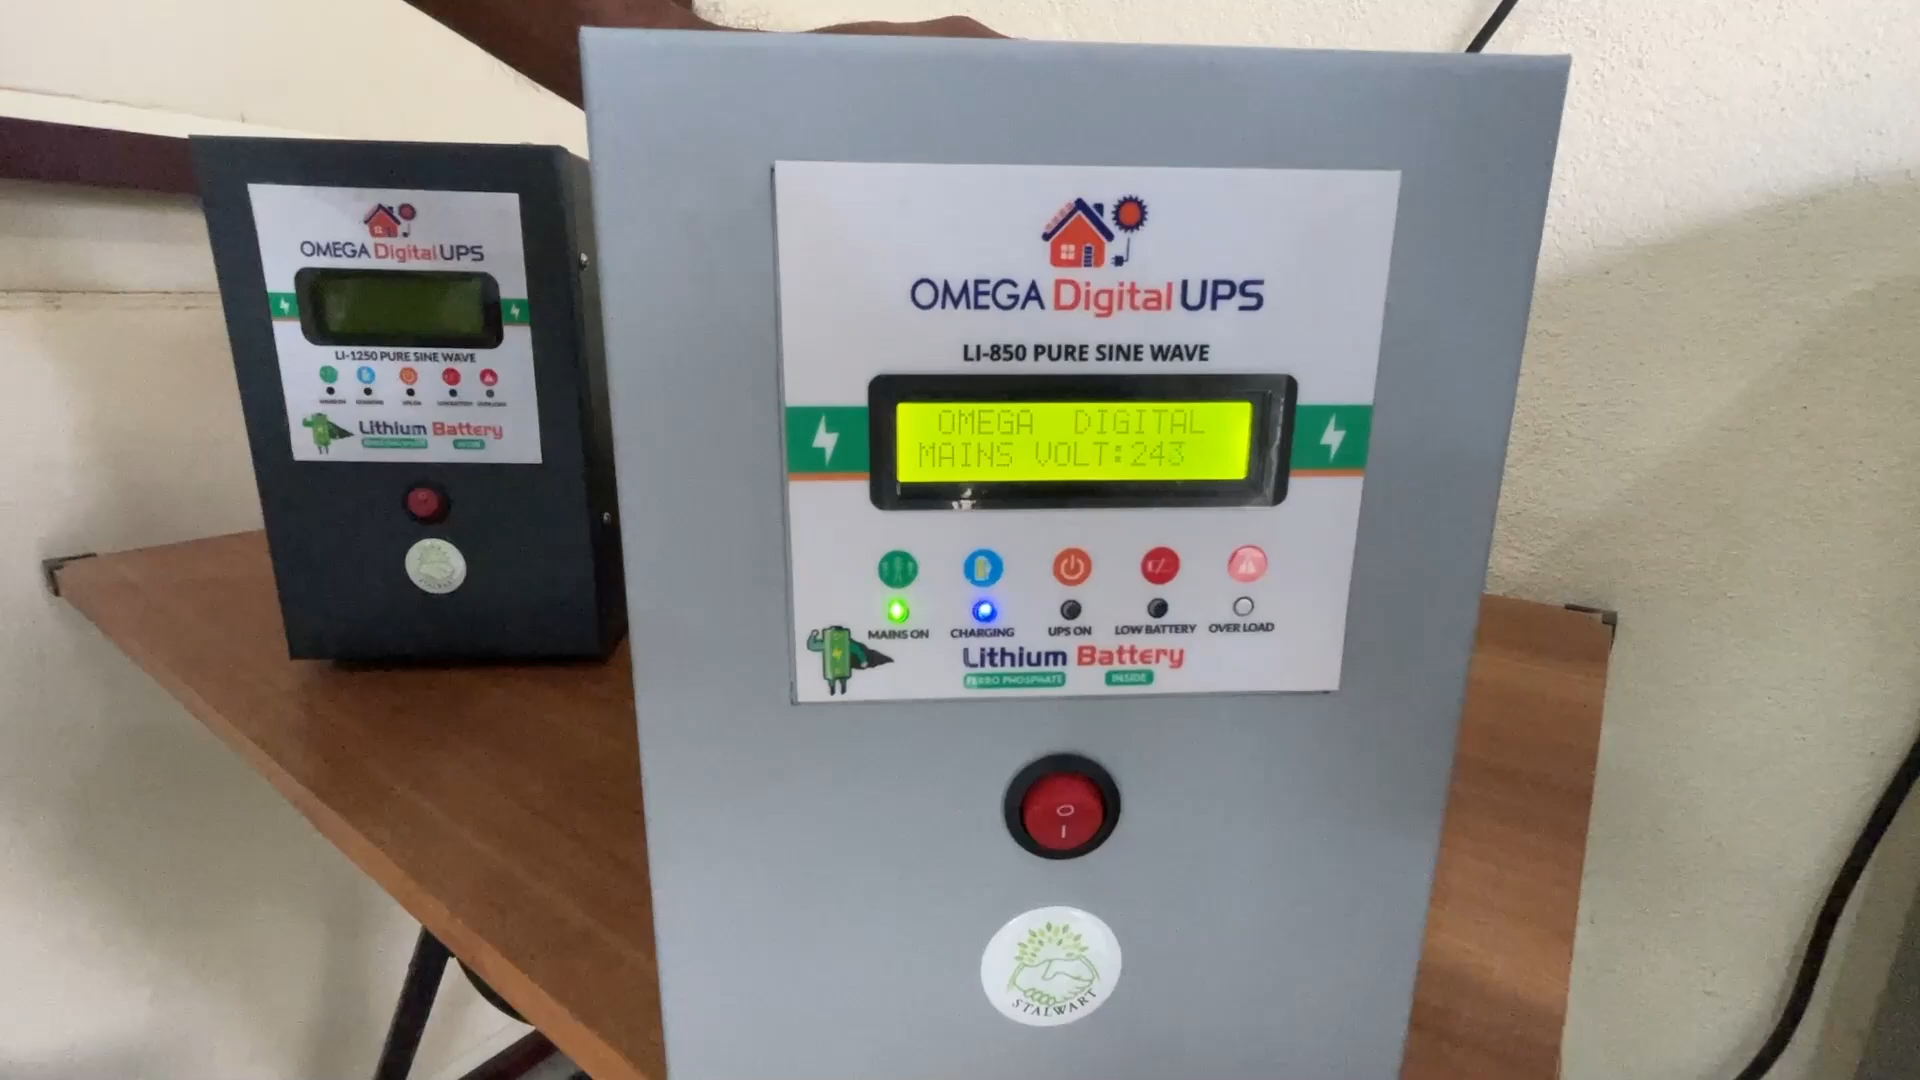 OMEGA Digital UPS
LI-1250 PURE SINE WAVE
Lithium Battery
OMEGA Digital UPS
LI-850 PURE SINE WAVE
OMEGA DIGITAL
MAINS VOLT:243
MAINS ON CHARGING UPS ON LOW BATTERY OVER LOAD
Lithium Battery
FERRO PHOSPHATE INSIDE
O
I
STALWART